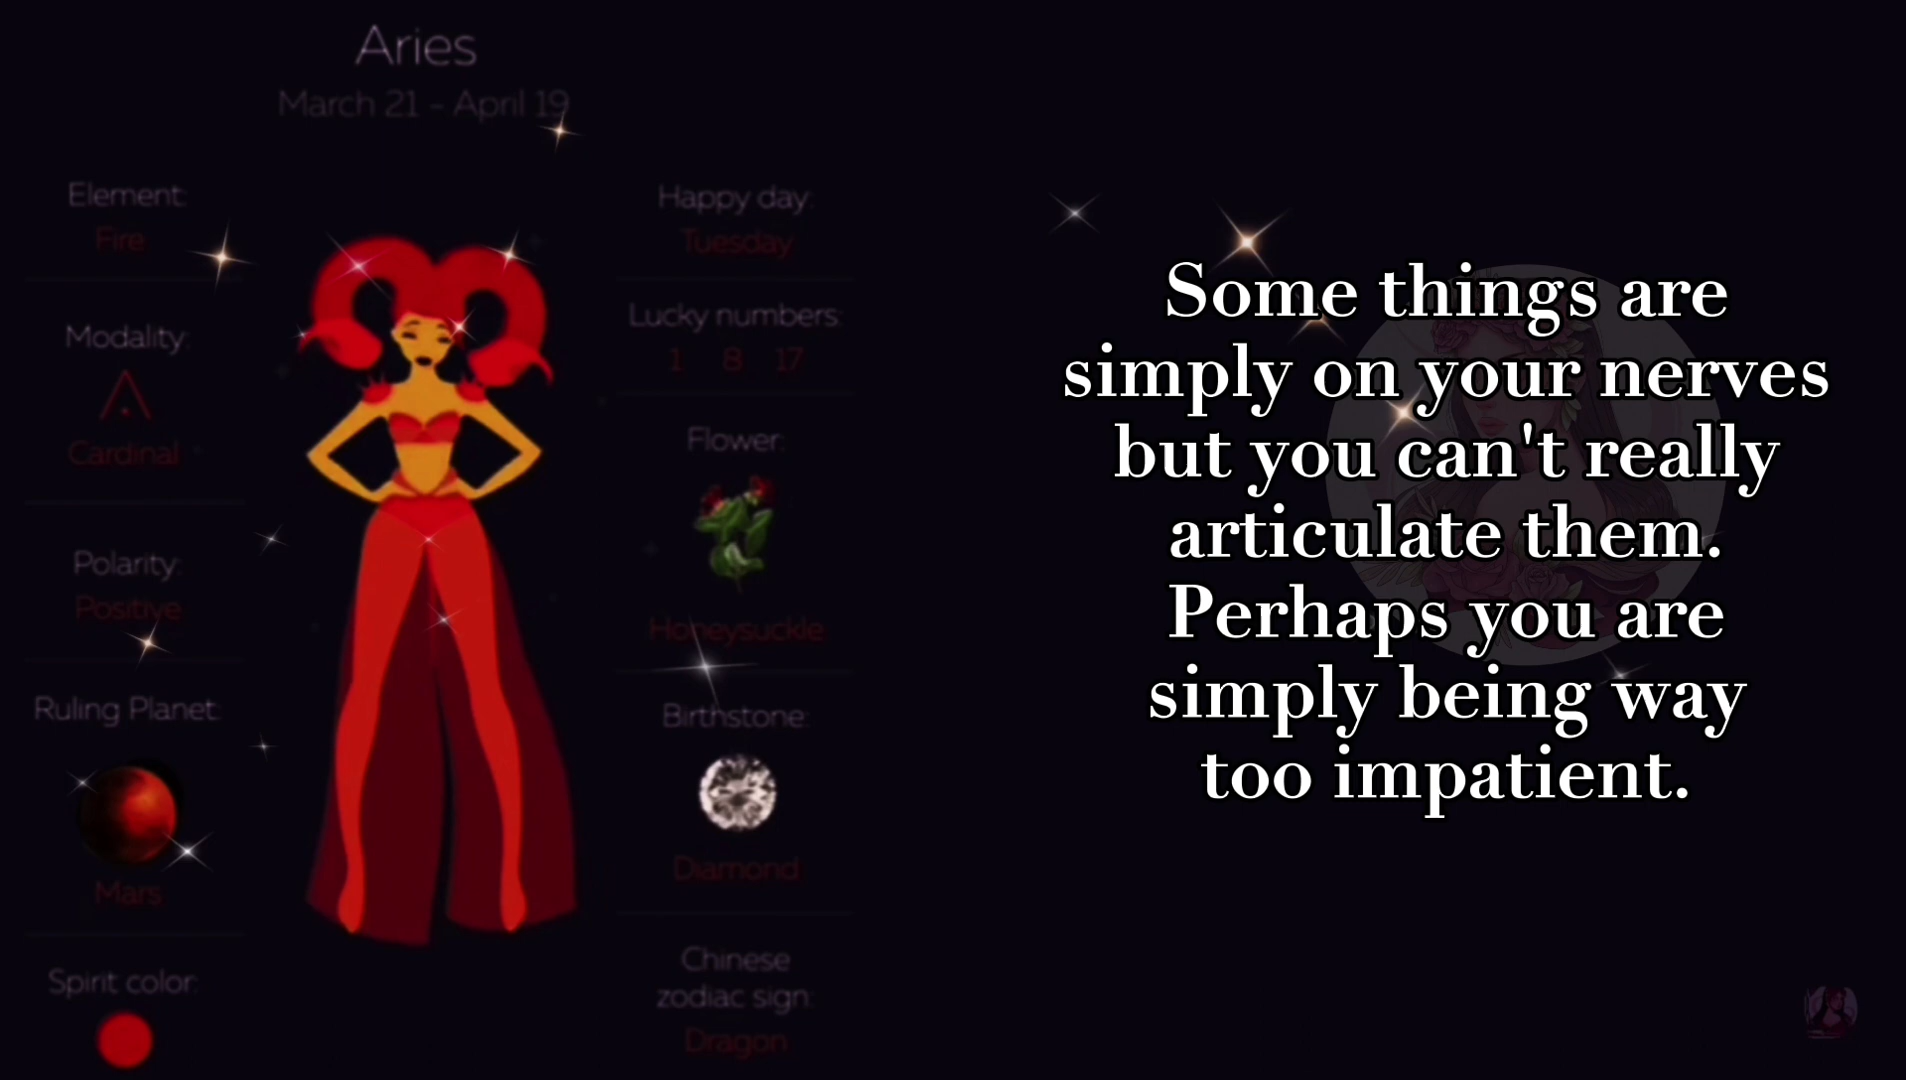 Aries
March 21 - April 19
Element:
Fire
Modality:
Cardinal
Polarity:
Positive
Ruling Planet:
Mars
Spirit color:
Happy day:
Tuesday
Lucky numbers:
1 8 17
Flower:
Honeysuckle
Birthstone:
Diamond
Chinese
zodiac sign:
Dragon
Some things are
simply on your nerves
but you can't really
articulate them.
Perhaps you are
simply being way
too impatient.